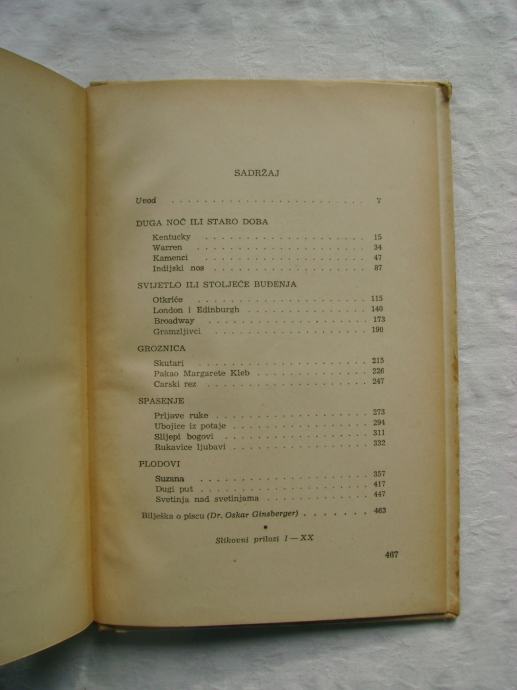 SADRŽAJ
Uvod . . . . . . . . . . . . . . . . . . . . 7
DUGA NOĆ ILI STARO DOBA
Kentucky . . . . . . . . . . . . . . . . . 15
Warren . . . . . . . . . . . . . . . . . 34
Kamenci . . . . . . . . . . . . . . . . . 47
Indijski nos . . . . . . . . . . . . . . . . 87
SVIJETLO ILI STOLJEĆE BUĐENJA
Otkriće . . . . . . . . . . . . . . . . . 115
London i Edinburgh . . . . . . . . . . . . . 140
Broadway . . . . . . . . . . . . . . . . . 173
Gramzljivci . . . . . . . . . . . . . . . . 190
GROZNICA
Skutari . . . . . . . . . . . . . . . . . 215
Pakao Margarete Kleb . . . . . . . . . . . . 226
Carski rez . . . . . . . . . . . . . . . . 247
SPASENJE
Prljave ruke . . . . . . . . . . . . . . . . 273
Ubojice iz potaje . . . . . . . . . . . . . . 294
Slijepi bogovi . . . . . . . . . . . . . . . 311
Rukavice ljubavi . . . . . . . . . . . . . . 332
PLODOVI
Suzana . . . . . . . . . . . . . . . . . 357
Dugi put . . . . . . . . . . . . . . . . . 417
Svetinja nad svetinjama . . . . . . . . . . . 447
Bilješka o piscu (Dr. Oskar Ginsberger) . . . . . . . 463
*
Slikovni prilozi I—XX
467